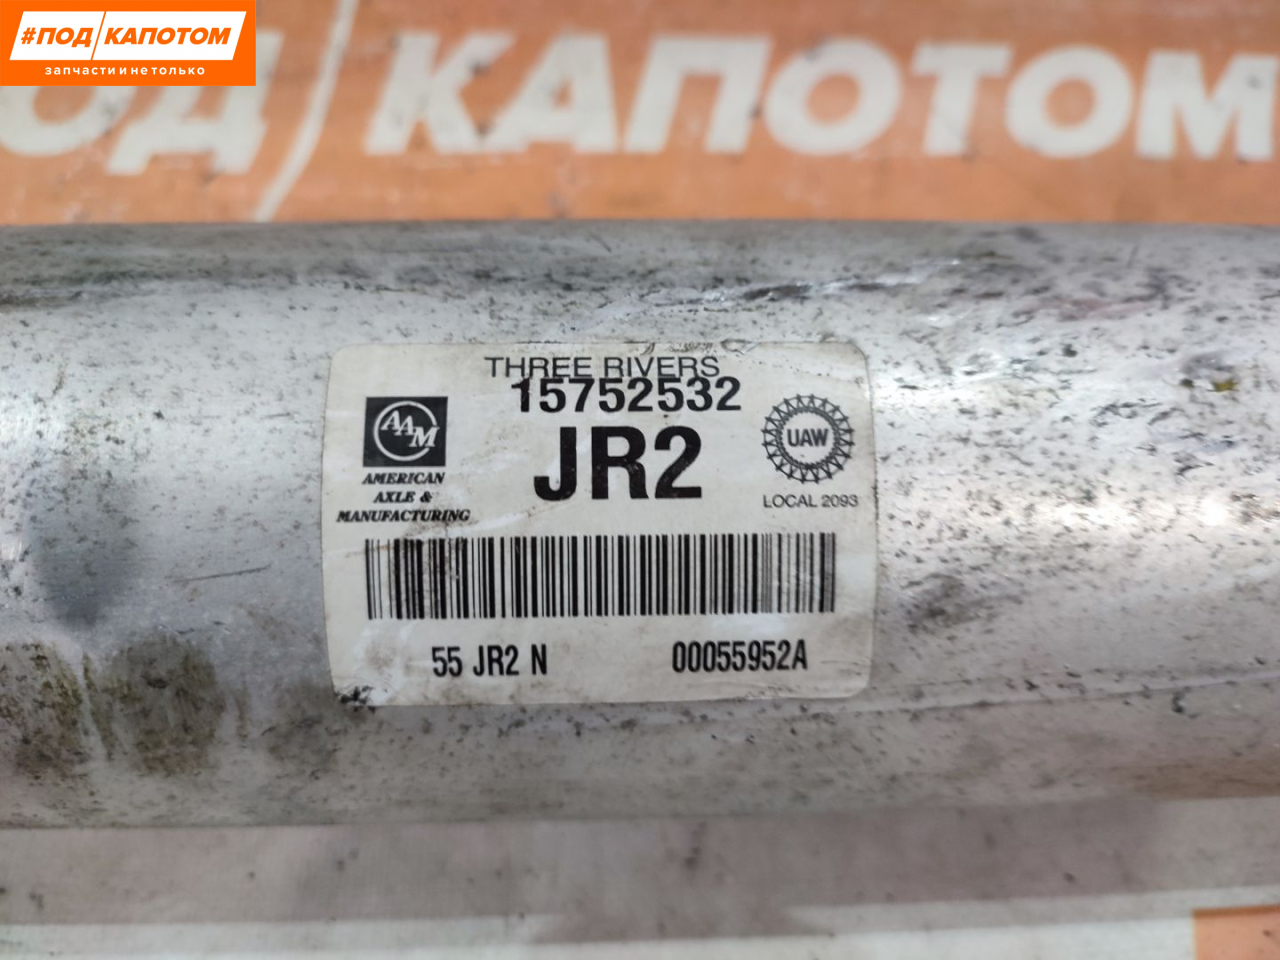 #ПОД/КАПОТОМ
запчасти и не только
ПОД/КАПОТОМ
THREE RIVERS
15752532
JR2
AAM
AMERICAN
AXLE &
MANUFACTURING
UAW
LOCAL 2093
55 JR2 N
00055952A